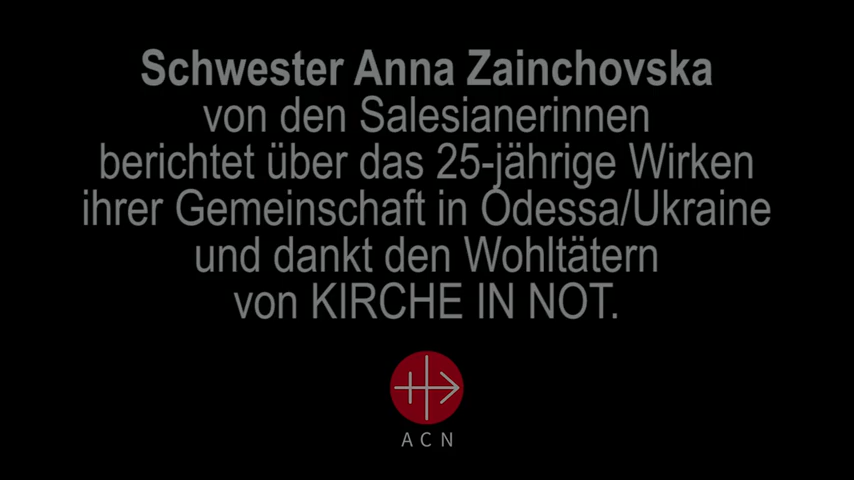 Schwester Anna Zainchovska
von den Salesianerinnen
berichtet über das 25-jährige Wirken
ihrer Gemeinschaft in Odessa/Ukraine
und dankt den Wohltätern
von KIRCHE IN NOT.
ACN